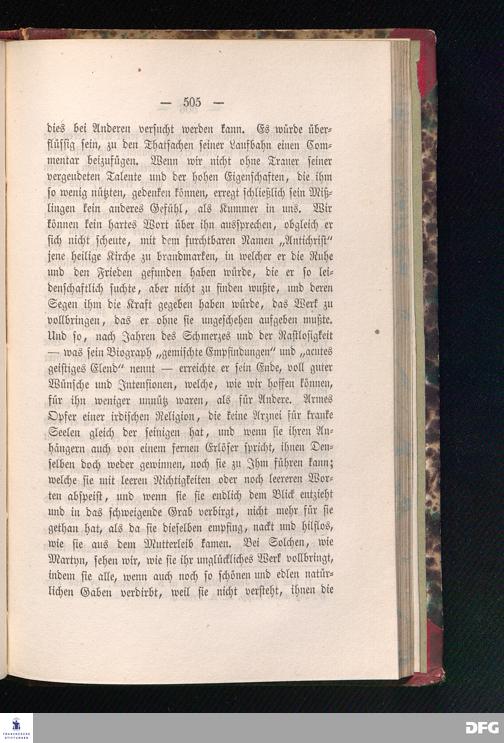 — 505 —
dies bei Anderen versucht werden kann. Es würde über-
flüssig sein, zu den Thatsachen seiner Laufbahn einen Com-
mentar beizufügen. Wenn wir nicht ohne Trauer seiner
vergeudeten Talente und der hohen Eigenschaften, die ihm
so wenig nützten, gedenken können, erregt schließlich sein Miß-
lingen kein anderes Gefühl, als Kummer in uns. Wir
können kein hartes Wort über ihn aussprechen, obgleich er
sich nicht scheute, mit dem furchtbaren Namen „Antichrist“
jene heilige Kirche zu brandmarken, in welcher er die Ruhe
und den Frieden gefunden haben würde, die er so lei-
denschaftlich suchte, aber nicht zu finden wußte, und deren
Segen ihm die Kraft gegeben haben würde, das Werk zu
vollbringen, das er ohne sie ungeschehen aufgeben mußte.
Und so, nach Jahren des Schmerzes und der Rastlosigkeit
— was sein Biograph „gemischte Empfindungen“ und „acutes
geistiges Elend“ nennt — erreichte er sein Ende, voll guter
Wünsche und Intensionen, welche, wie wir hoffen können,
für ihn weniger unnütz waren, als für Andere. Armes
Opfer einer irdischen Religion, die keine Arznei für kranke
Seelen gleich der seinigen hat, und wenn sie ihren An-
hängern auch von einem fernen Erlöser spricht, ihnen Den-
selben doch weder gewinnen, noch sie zu Ihm führen kann;
welche sie mit leeren Nichtigkeiten oder noch leereren Wor-
ten abspeist, und wenn sie sie endlich dem Blick entzieht
und in das schweigende Grab verbirgt, nicht mehr für sie
gethan hat, als da sie dieselben empfing, nackt und hilflos,
wie sie aus dem Mutterleib kamen. Bei Solchen, wie
Martyn, sehen wir, wie sie ihr unglückliches Werk vollbringt,
indem sie alle, wenn auch noch so schönen und edlen natür-
lichen Gaben verdirbt, weil sie nicht versteht, ihnen die
FRANCKESCHE
STIFTUNGEN
DFG